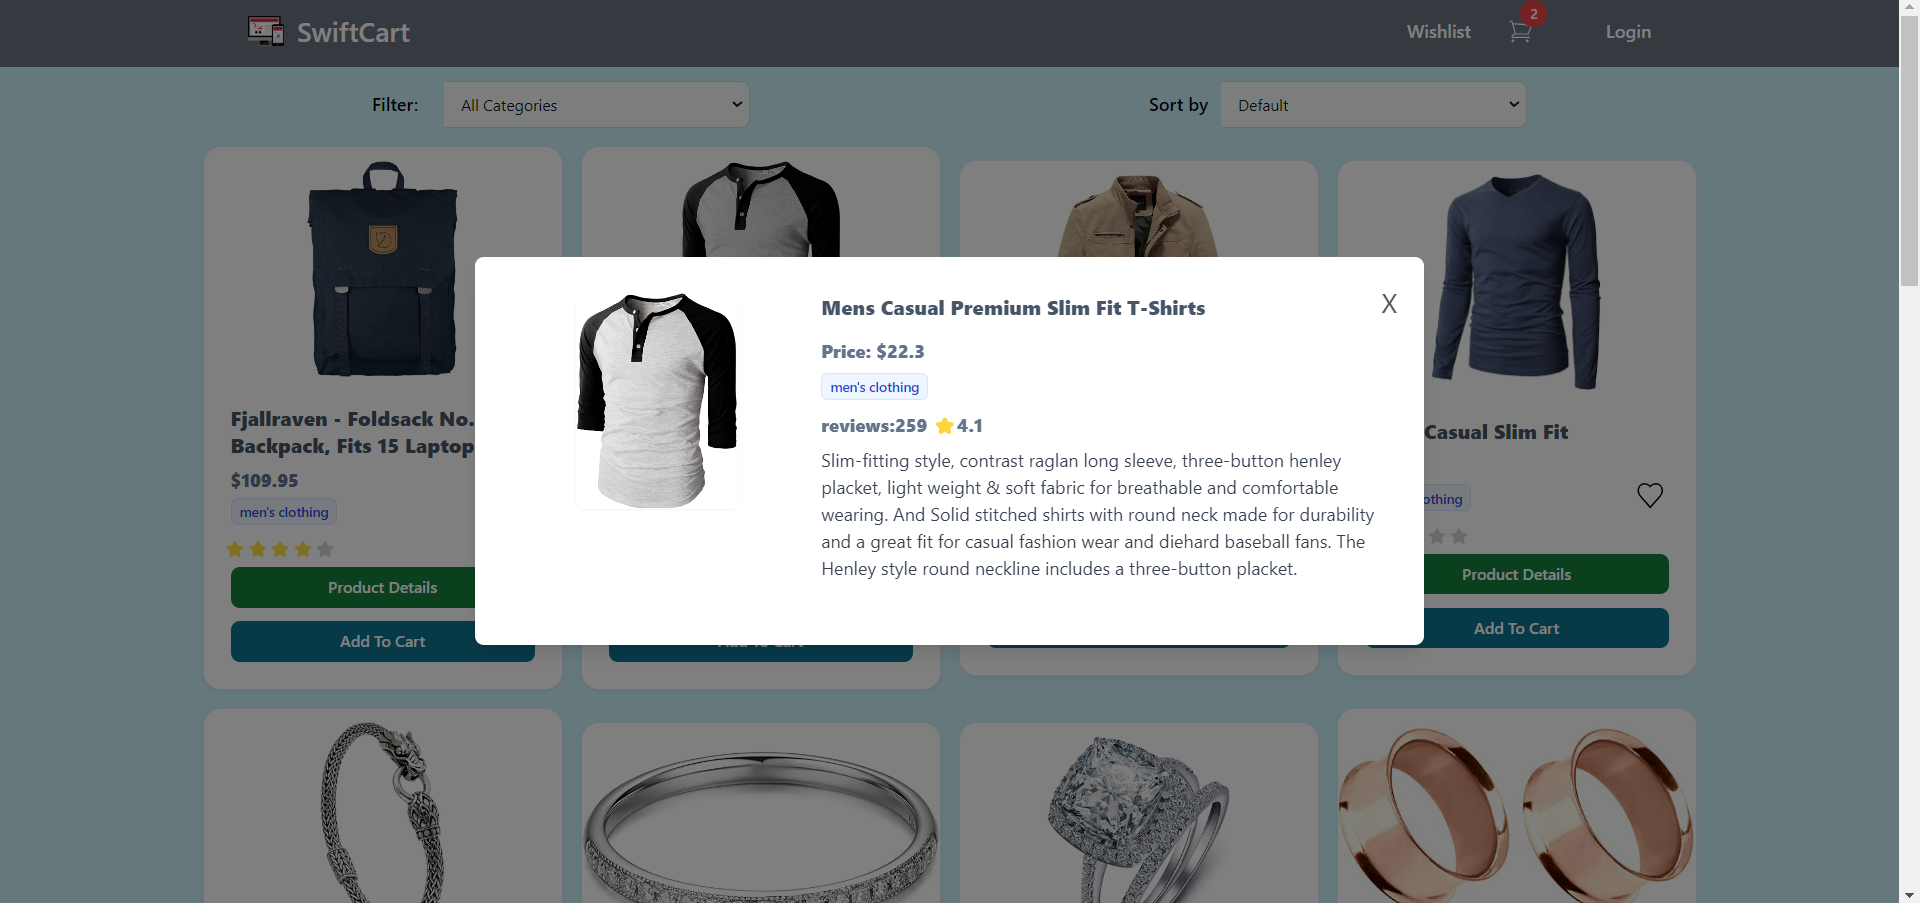 SwiftCart
Wishlist
2
Login
Filter:
All Categories
Sort by
Default
Mens Casual Premium Slim Fit T-Shirts
X
Price: $22.3
men's clothing
reviews:259 4.1
Slim-fitting style, contrast raglan long sleeve, three-button henley
placket, light weight & soft fabric for breathable and comfortable
wearing. And Solid stitched shirts with round neck made for durability
and a great fit for casual fashion wear and diehard baseball fans. The
Henley style round neckline includes a three-button placket.
Fjallraven - Foldsack No.
Backpack, Fits 15 Laptop
$109.95
men's clothing
Product Details
Add To Cart
Add To Cart
Casual Slim Fit
othing
Product Details
Add To Cart